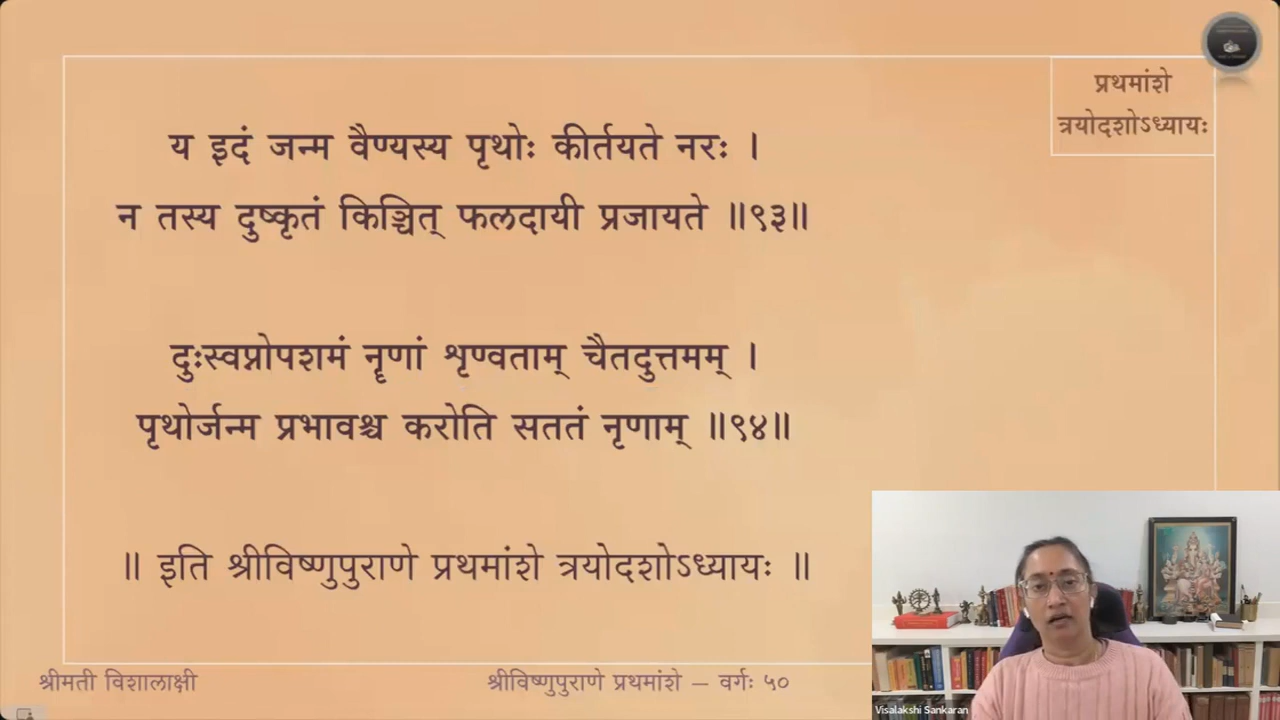 प्रथमांशे
त्रयोदशोऽध्यायः
य इदं जन्म वैण्यस्य पृथोः कीर्तयते नरः ।
न तस्य दुष्कृतं किञ्चित् फलदायी प्रजायते ॥९३॥
दुःस्वप्नोपशमं नॄणां शृण्वताम् चैतदुत्तमम् ।
पृथोर्जन्म प्रभावश्च करोति सततं नृणाम् ॥९४॥
॥ इति श्रीविष्णुपुराणे प्रथमांशे त्रयोदशोऽध्यायः ॥
श्रीमती विशालाक्षी
श्रीविष्णुपुराणे प्रथमांशे – वर्गः ५०
Visalakshi Sankaran